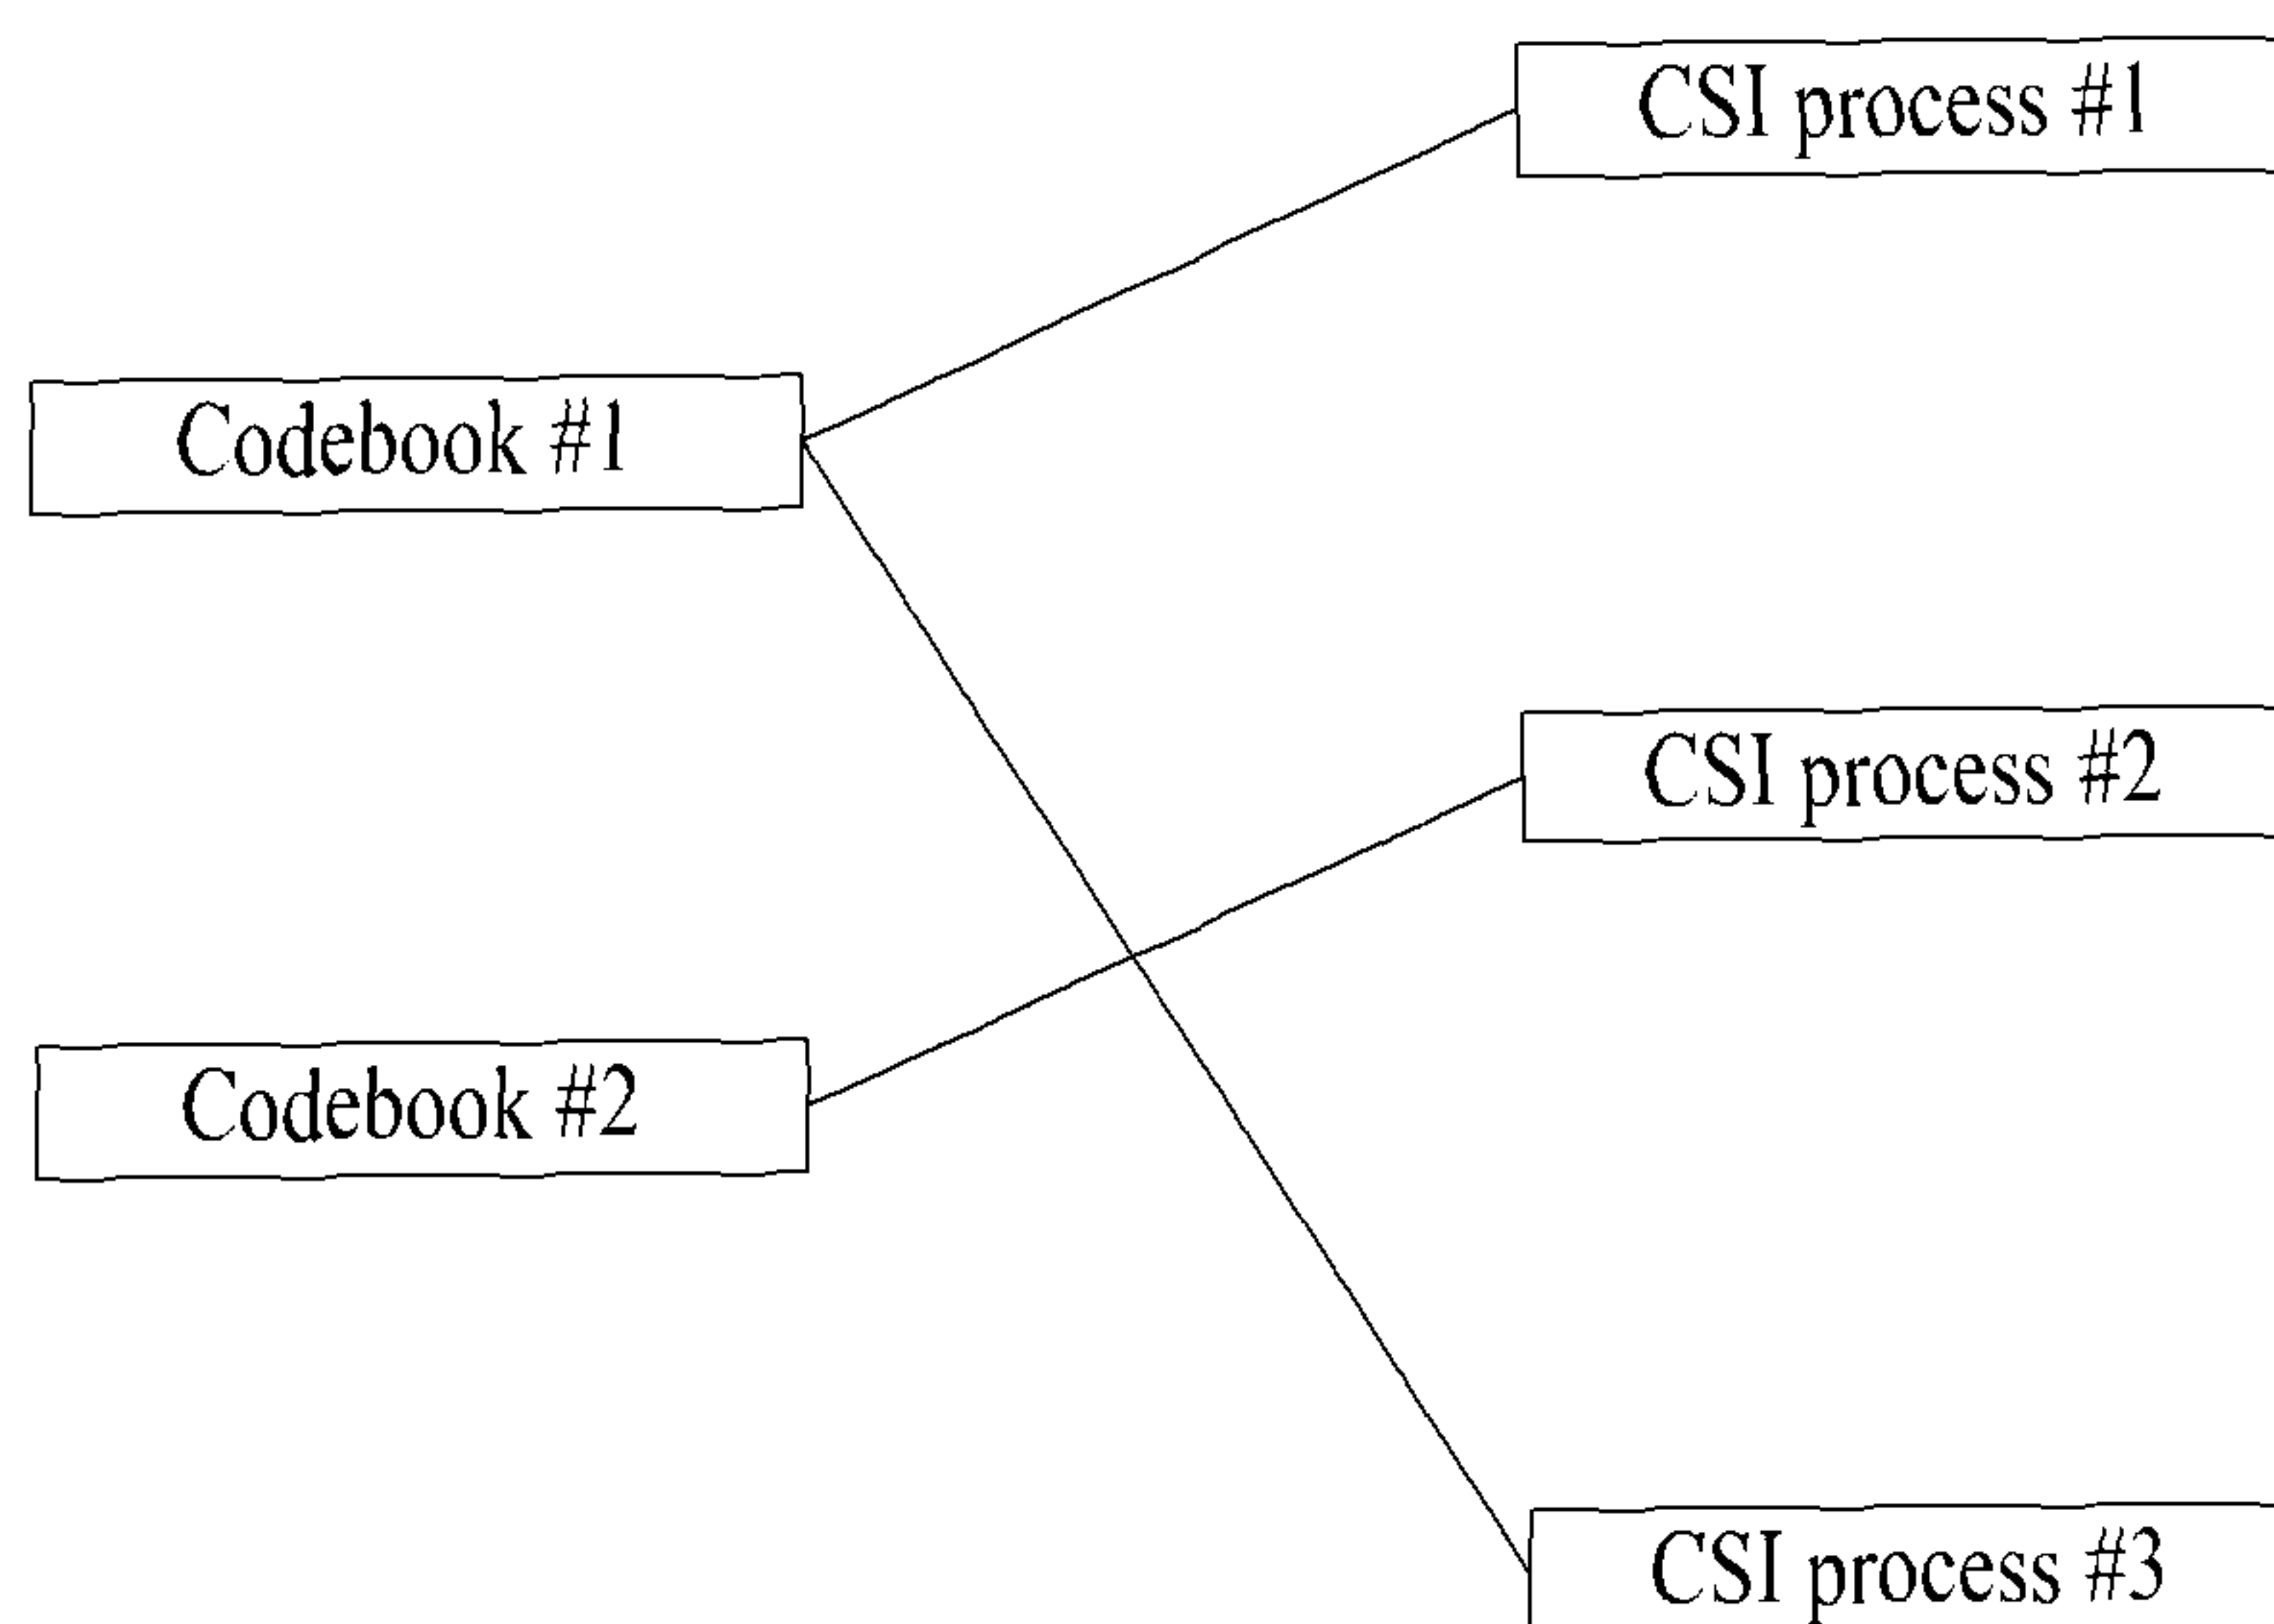 CSI process #1
Codebook #1
CSI process #2
Codebook #2
CSI process #3